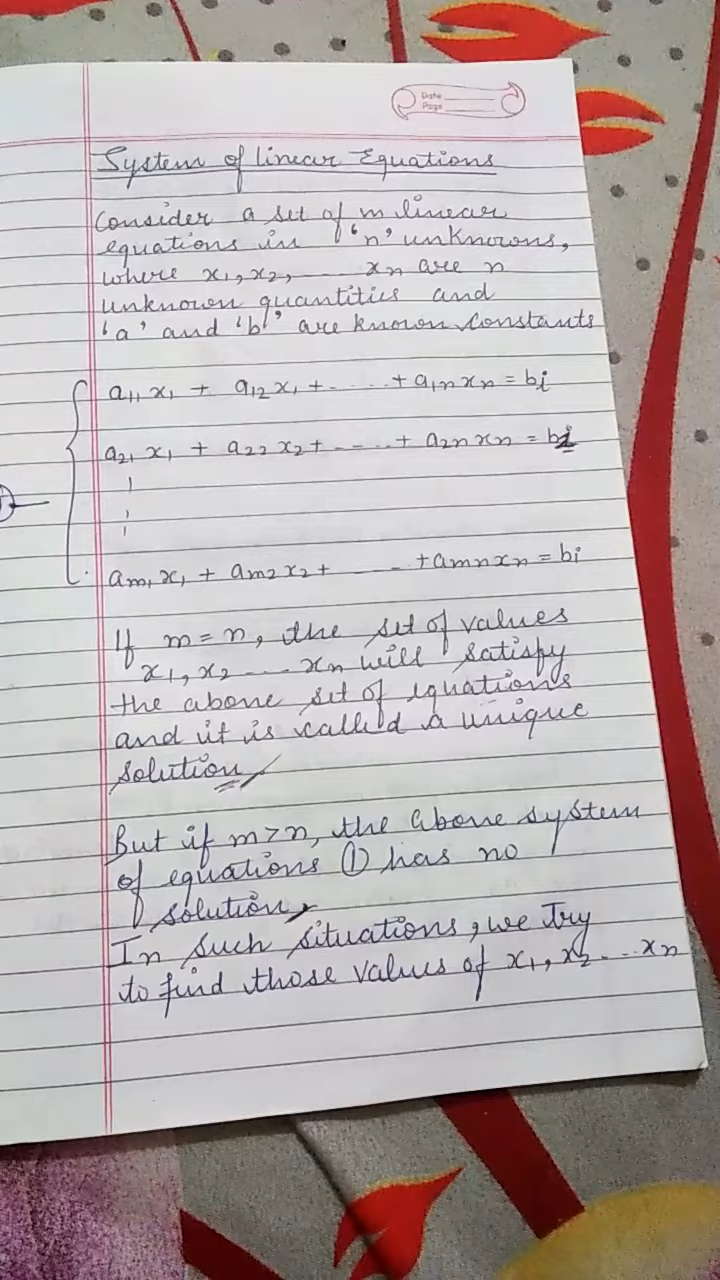 Date
Page
System of linear Equations
Consider a set of m linear
equations in 'n' unknowns,
where x₁, x₂, ...... xn are n
unknown quantities and
'a' and 'b' are known constants
a₁₁ x₁ + a₁₂ x₁ + ...... + a₁n xn = bi
a₂₁ x₁ + a₂₂ x₂ + ...... + a₂n xn = bi
am₁ x₁ + am₂ x₂ + ...... + amn xn = bi
If m = n, the set of values
x₁, x₂ .... xn will satisfy
the above set of equations
and it is called a unique
solution
But if m > n, the above system
of equations ① has no
solution,
In such situations, we try
to find those values of x₁, x₂ ... xn